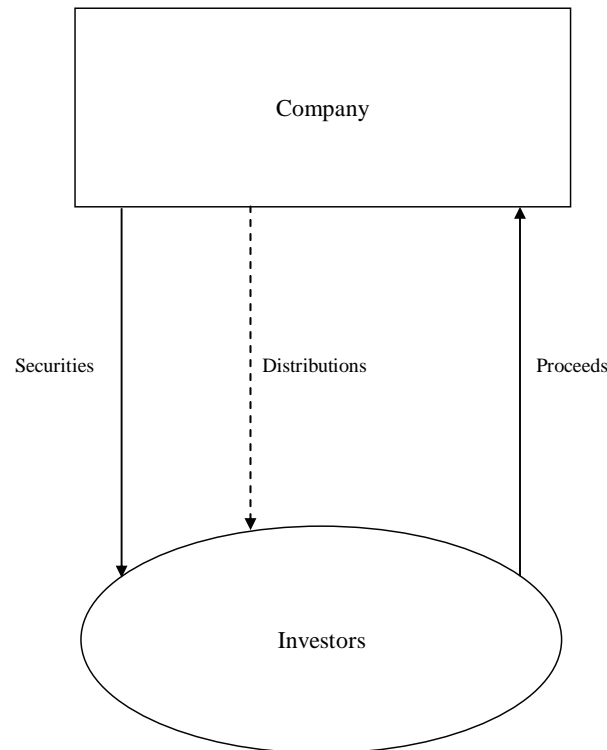 Company
Securities
Distributions
Proceeds
Investors